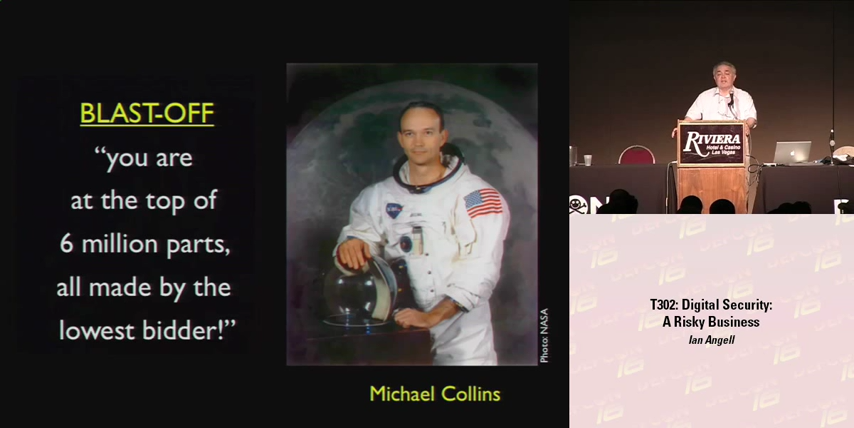 BLAST-OFF
“you are
at the top of
6 million parts,
all made by the
lowest bidder!”
Photo: NASA
Michael Collins
RIVIERA
Hotel & Casino
Las Vegas
T302: Digital Security:
A Risky Business
Ian Angell